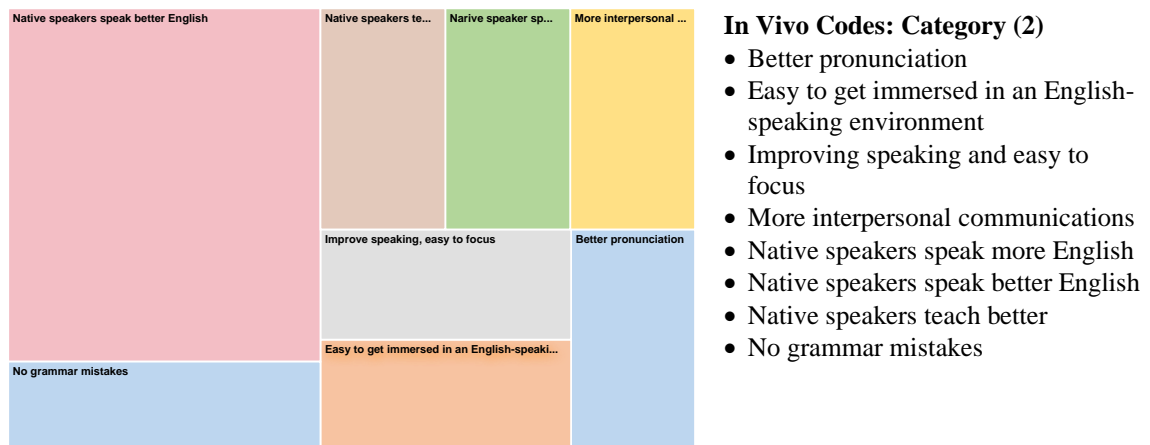 Native speakers speak better English
Native speakers te...
Narive speaker sp...
More interpersonal ...
Improve speaking, easy to focus
Better pronunciation
Easy to get immersed in an English-speaki...
No grammar mistakes
In Vivo Codes: Category (2)
• Better pronunciation
• Easy to get immersed in an English-
speaking environment
• Improving speaking and easy to
focus
• More interpersonal communications
• Native speakers speak more English
• Native speakers speak better English
• Native speakers teach better
• No grammar mistakes